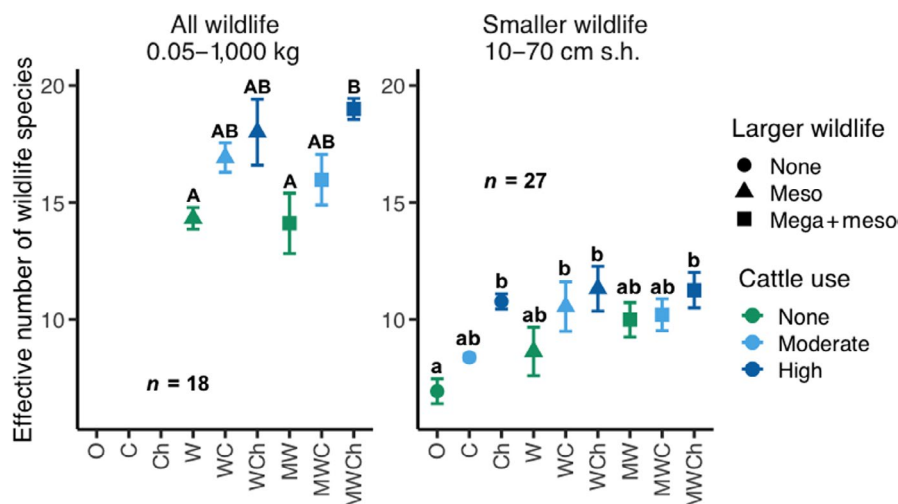 All wildlife
0.05–1,000 kg
Smaller wildlife
10–70 cm s.h.
Effective number of wildlife species
20
15
10
A
AB
AB
A
AB
B
n = 18
O
C
Ch
W
WC
WCh
MW
MWC
MWCh
20
15
10
n = 27
a
ab
b
ab
b
b
ab
ab
b
O
C
Ch
W
WC
WCh
MW
MWC
MWCh
Larger wildlife
None
Meso
Mega+meso
Cattle use
None
Moderate
High